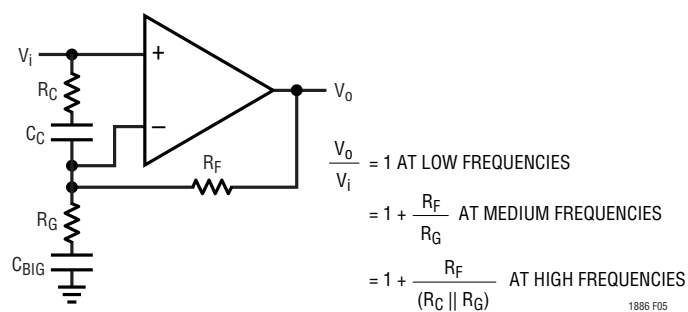 Vi
+
RC
CC
−
Vo
RF
RG
CBIG
Vo
Vi
= 1 AT LOW FREQUENCIES
= 1 + RF
RG
AT MEDIUM FREQUENCIES
= 1 + RF
(RC || RG)
AT HIGH FREQUENCIES
1886 F05